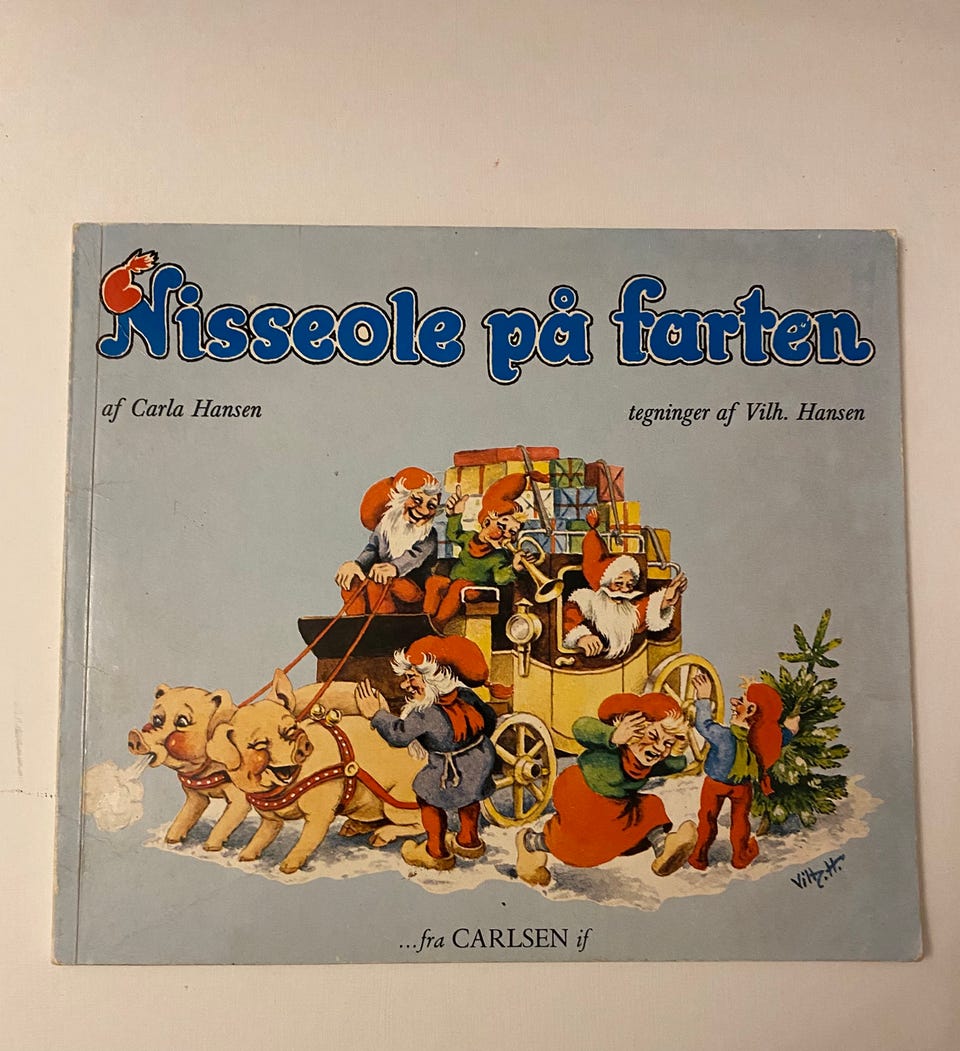 Nisseole på farten
af Carla Hansen
tegninger af Vilh. Hansen
Vilh. H.
...fra CARLSEN if